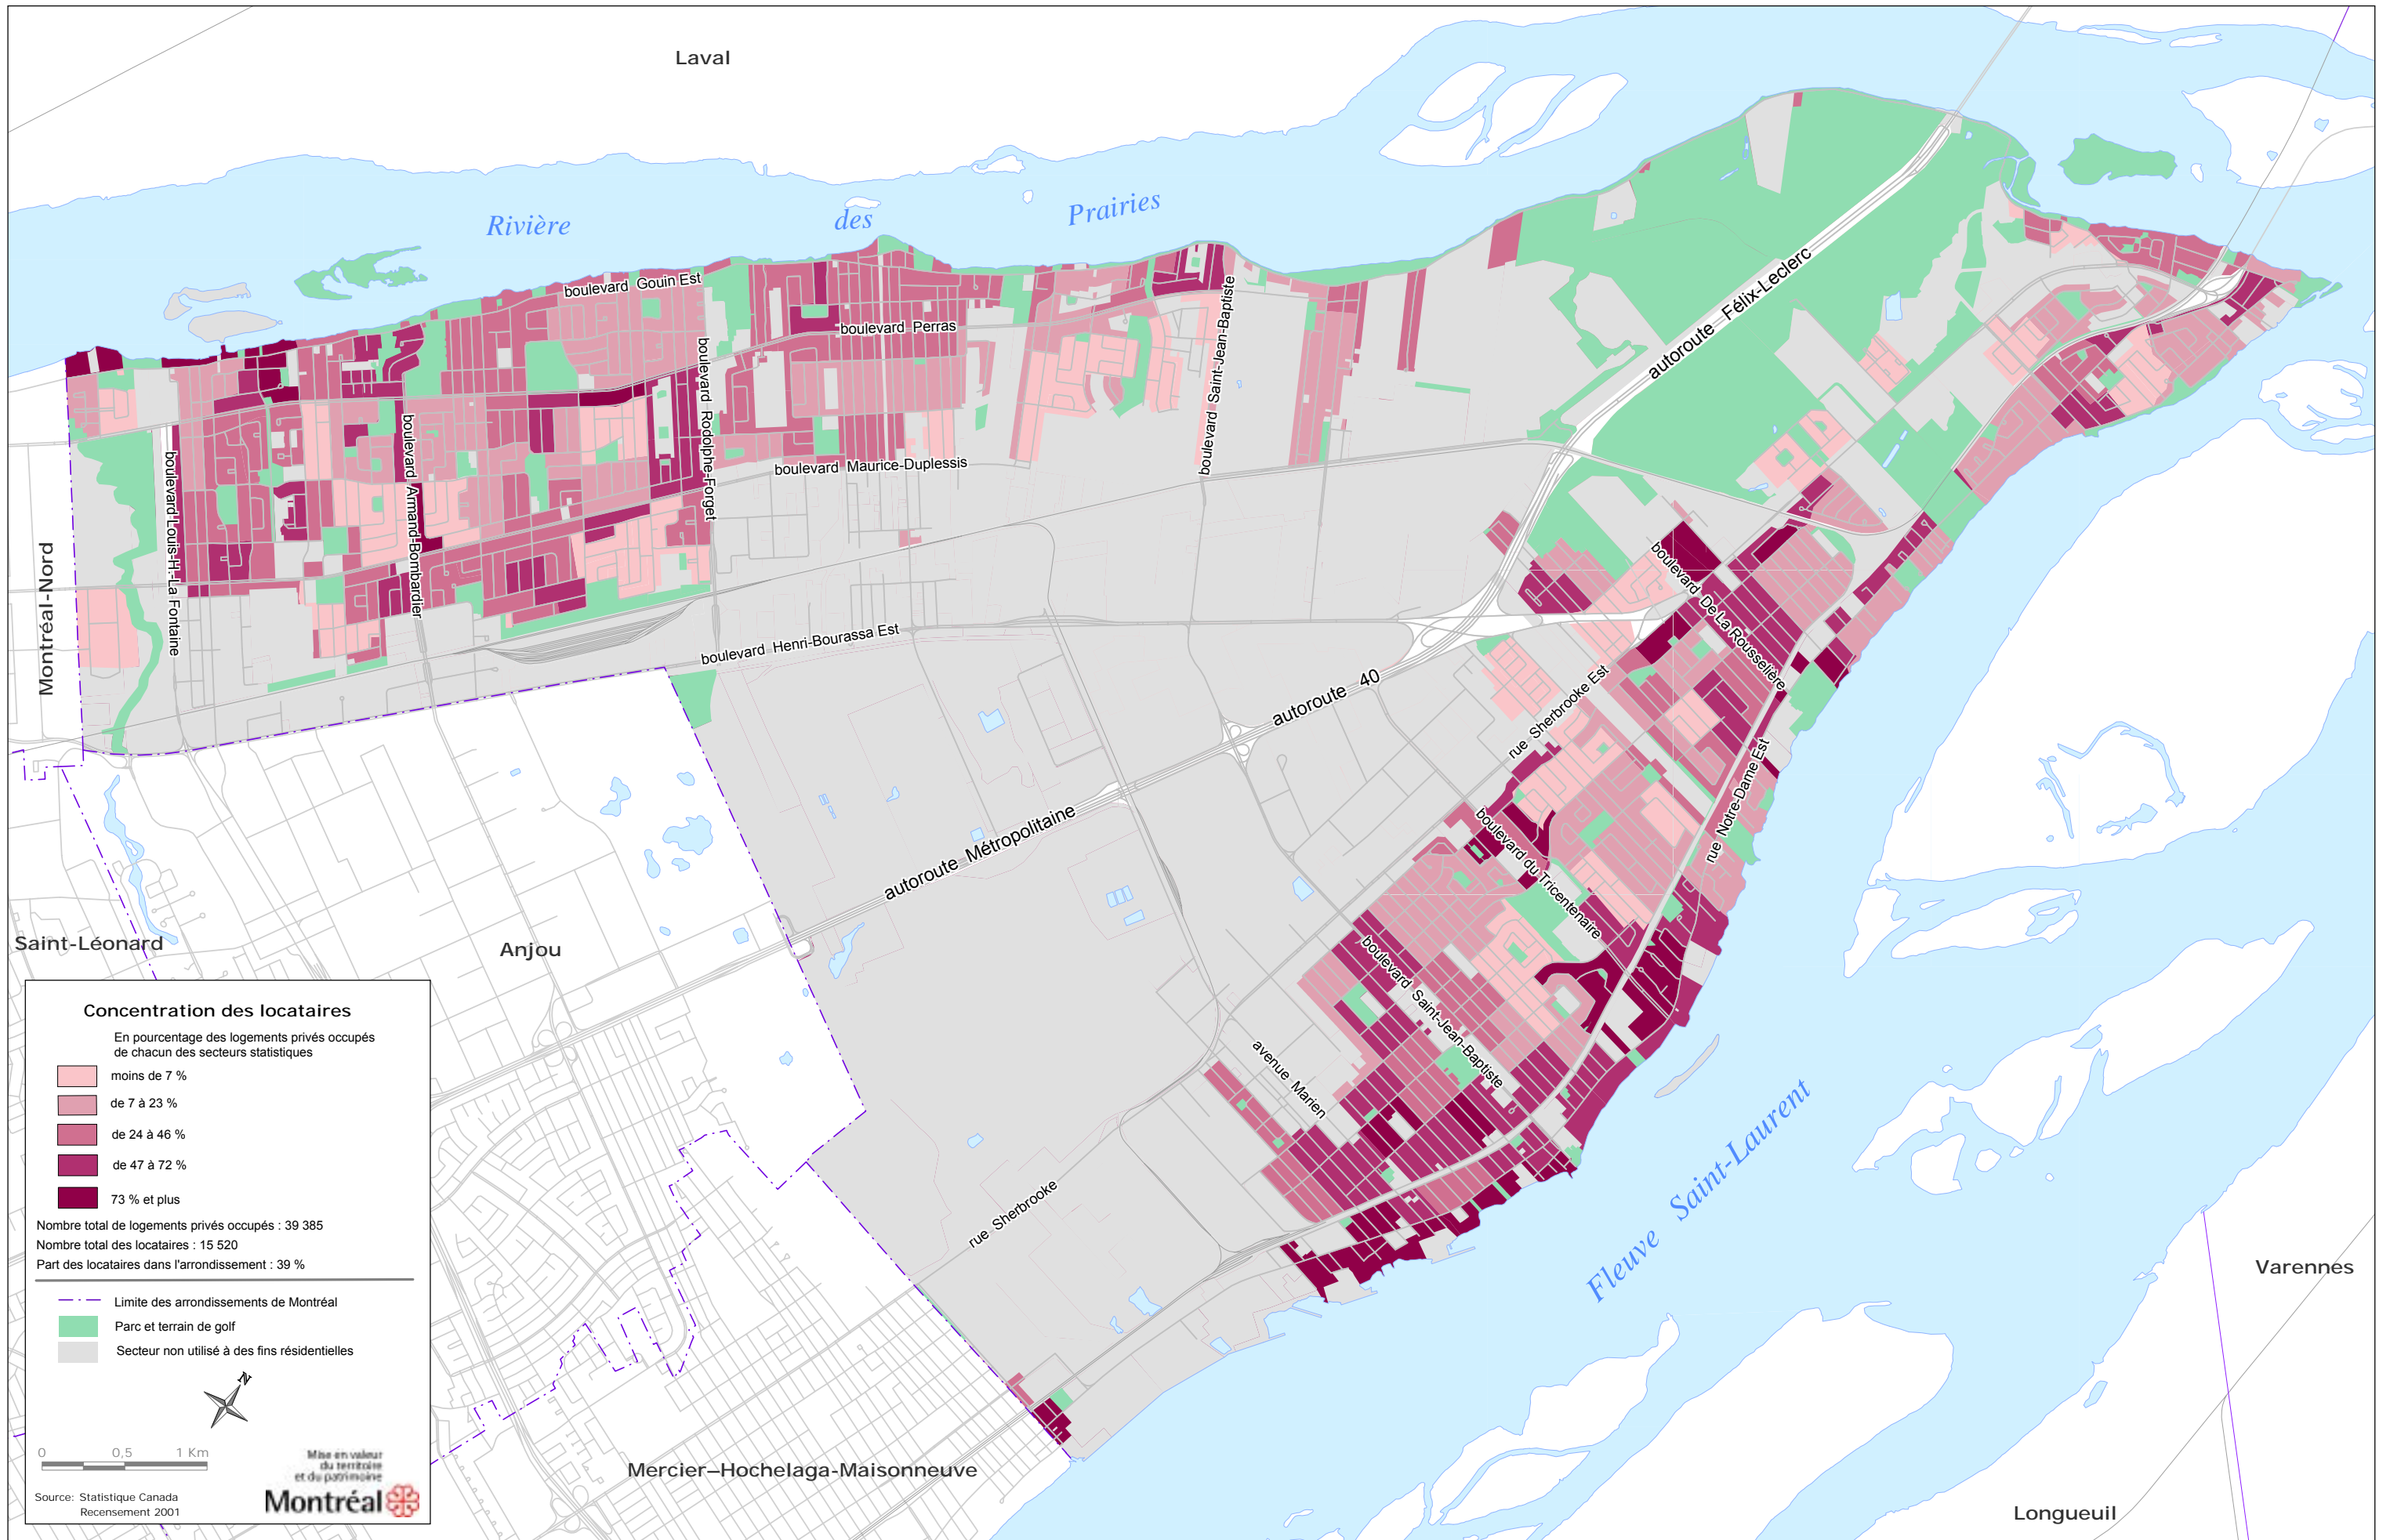 Laval
Rivière des Prairies
boulevard Gouin Est
boulevard Perras
boulevard Saint-Jean-Baptiste
autoroute Félix-Leclerc
boulevard Rodolphe-Forget
boulevard Maurice-Duplessis
boulevard Armand-Bombardier
boulevard Louis-H.-La Fontaine
Montréal-Nord
boulevard Henri-Bourassa Est
boulevard De La Rousselière
autoroute 40
rue Sherbrooke Est
rue Notre-Dame Est
autoroute Métropolitaine
boulevard du Tricentenaire
boulevard Saint-Jean-Baptiste
avenue Marien
rue Sherbrooke
Saint-Léonard
Anjou
Fleuve Saint-Laurent
Varennes
Mercier–Hochelaga-Maisonneuve
Longueuil
Concentration des locataires
En pourcentage des logements privés occupés
de chacun des secteurs statistiques
moins de 7 %
de 7 à 23 %
de 24 à 46 %
de 47 à 72 %
73 % et plus
Nombre total de logements privés occupés : 39 385
Nombre total des locataires : 15 520
Part des locataires dans l'arrondissement : 39 %
Limite des arrondissements de Montréal
Parc et terrain de golf
Secteur non utilisé à des fins résidentielles
N
0 0,5 1 Km
Mise en valeur
du territoire
et du patrimoine
Montréal
Source: Statistique Canada
Recensement 2001